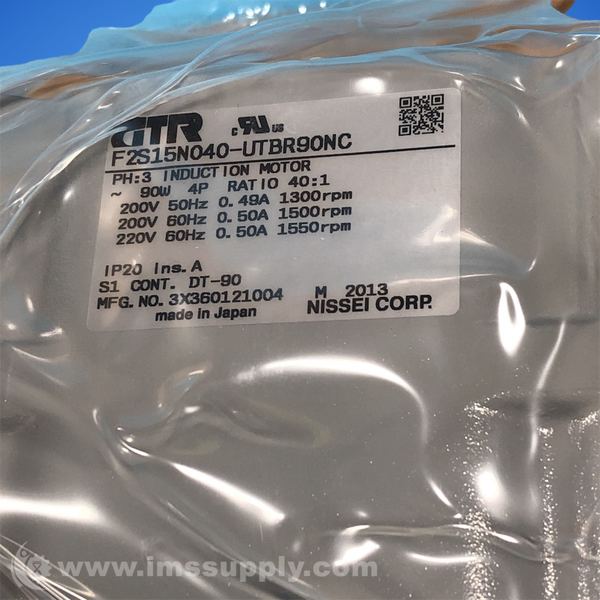 GTR c RU us
F2S15N040-UTBR90NC
PH:3 INDUCTION MOTOR
~ 90W 4P RATIO 40:1
200V 50Hz 0.49A 1300rpm
200V 60Hz 0.50A 1500rpm
220V 60Hz 0.50A 1550rpm
IP20 Ins.A
S1 CONT. DT-90
MFG.NO.3X360121004 M 2013
made in Japan NISSEI CORP.
www.imssupply.com